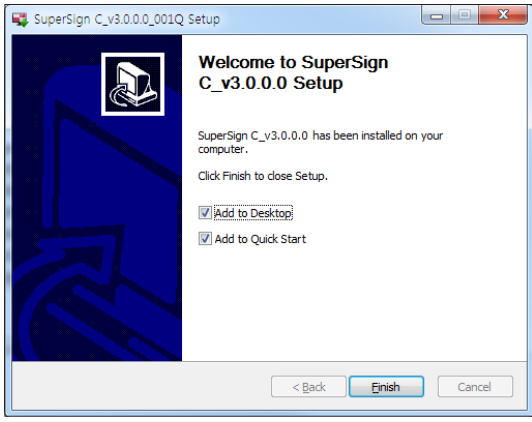 SuperSign C_v3.0.0.0_001Q Setup
Welcome to SuperSign
C_v3.0.0.0 Setup
SuperSign C_v3.0.0.0 has been installed on your
computer.
Click Finish to close Setup.
Add to Desktop
Add to Quick Start
< Back
Finish
Cancel